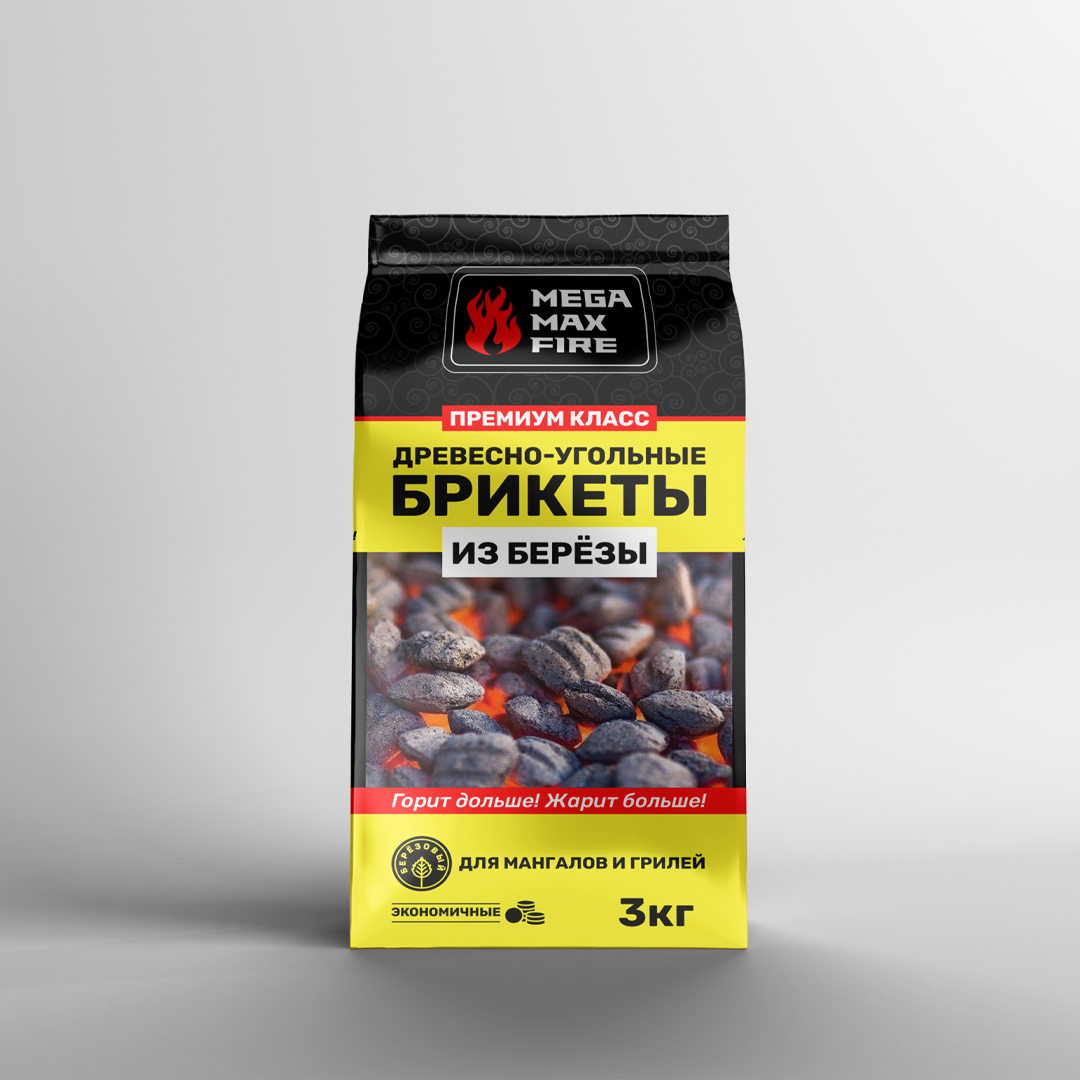 MEGA
MAX
FIRE
ПРЕМИУМ КЛАСС
ДРЕВЕСНО-УГОЛЬНЫЕ
БРИКЕТЫ
ИЗ БЕРЁЗЫ
Горит дольше! Жарит больше!
БЕРЁЗОВЫЙ
ДЛЯ МАНГАЛОВ И ГРИЛЕЙ
ЭКОНОМИЧНЫЕ
3кг